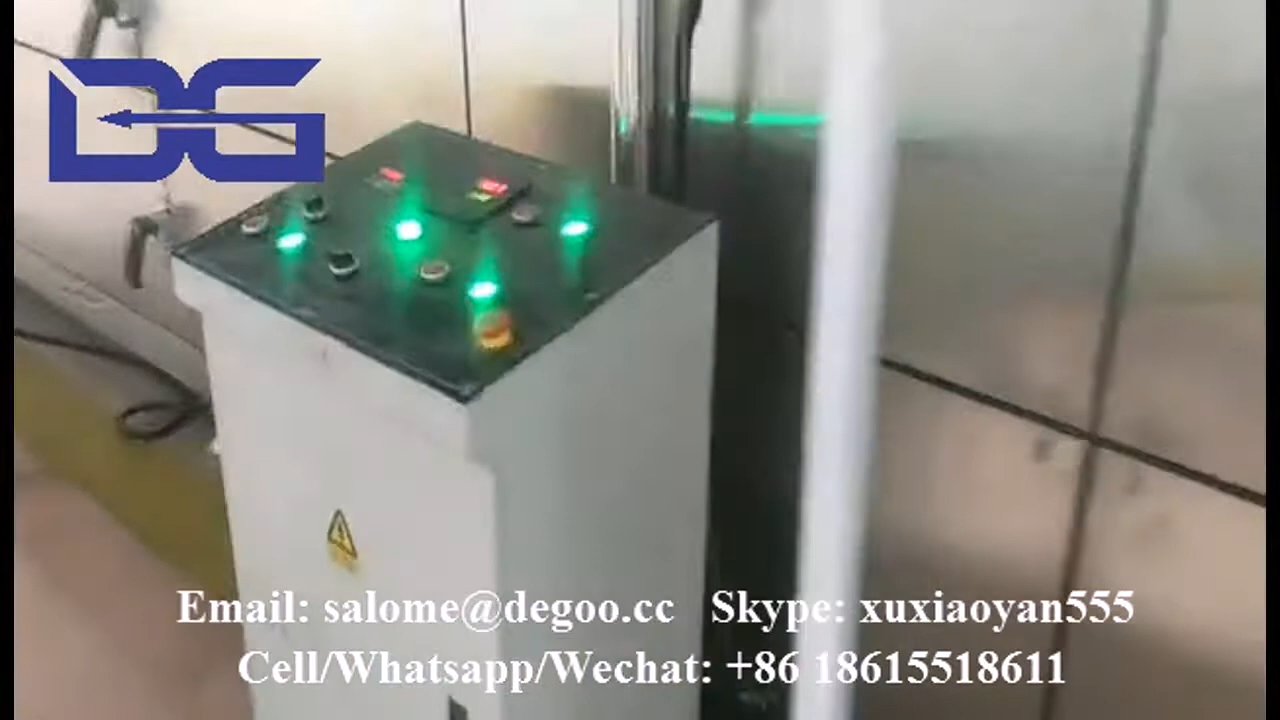 DG
Email: salome@degoo.cc Skype: xuxiaoyan555
Cell/Whatsapp/Wechat: +86 18615518611